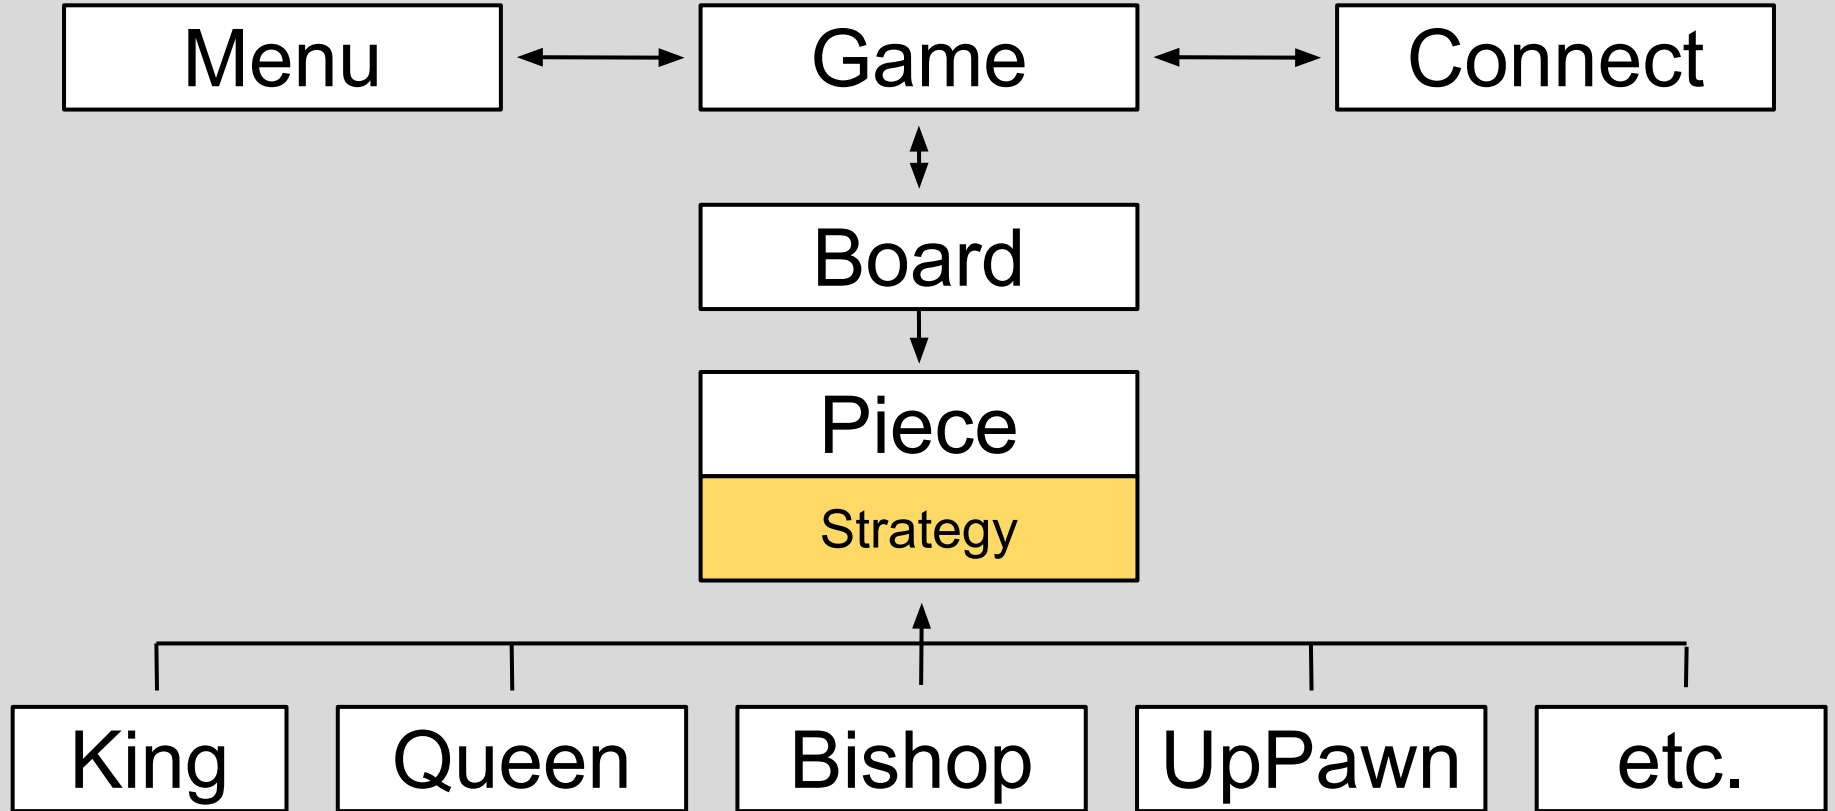 Menu
Game
Connect
Board
Piece
Strategy
King
Queen
Bishop
UpPawn
etc.